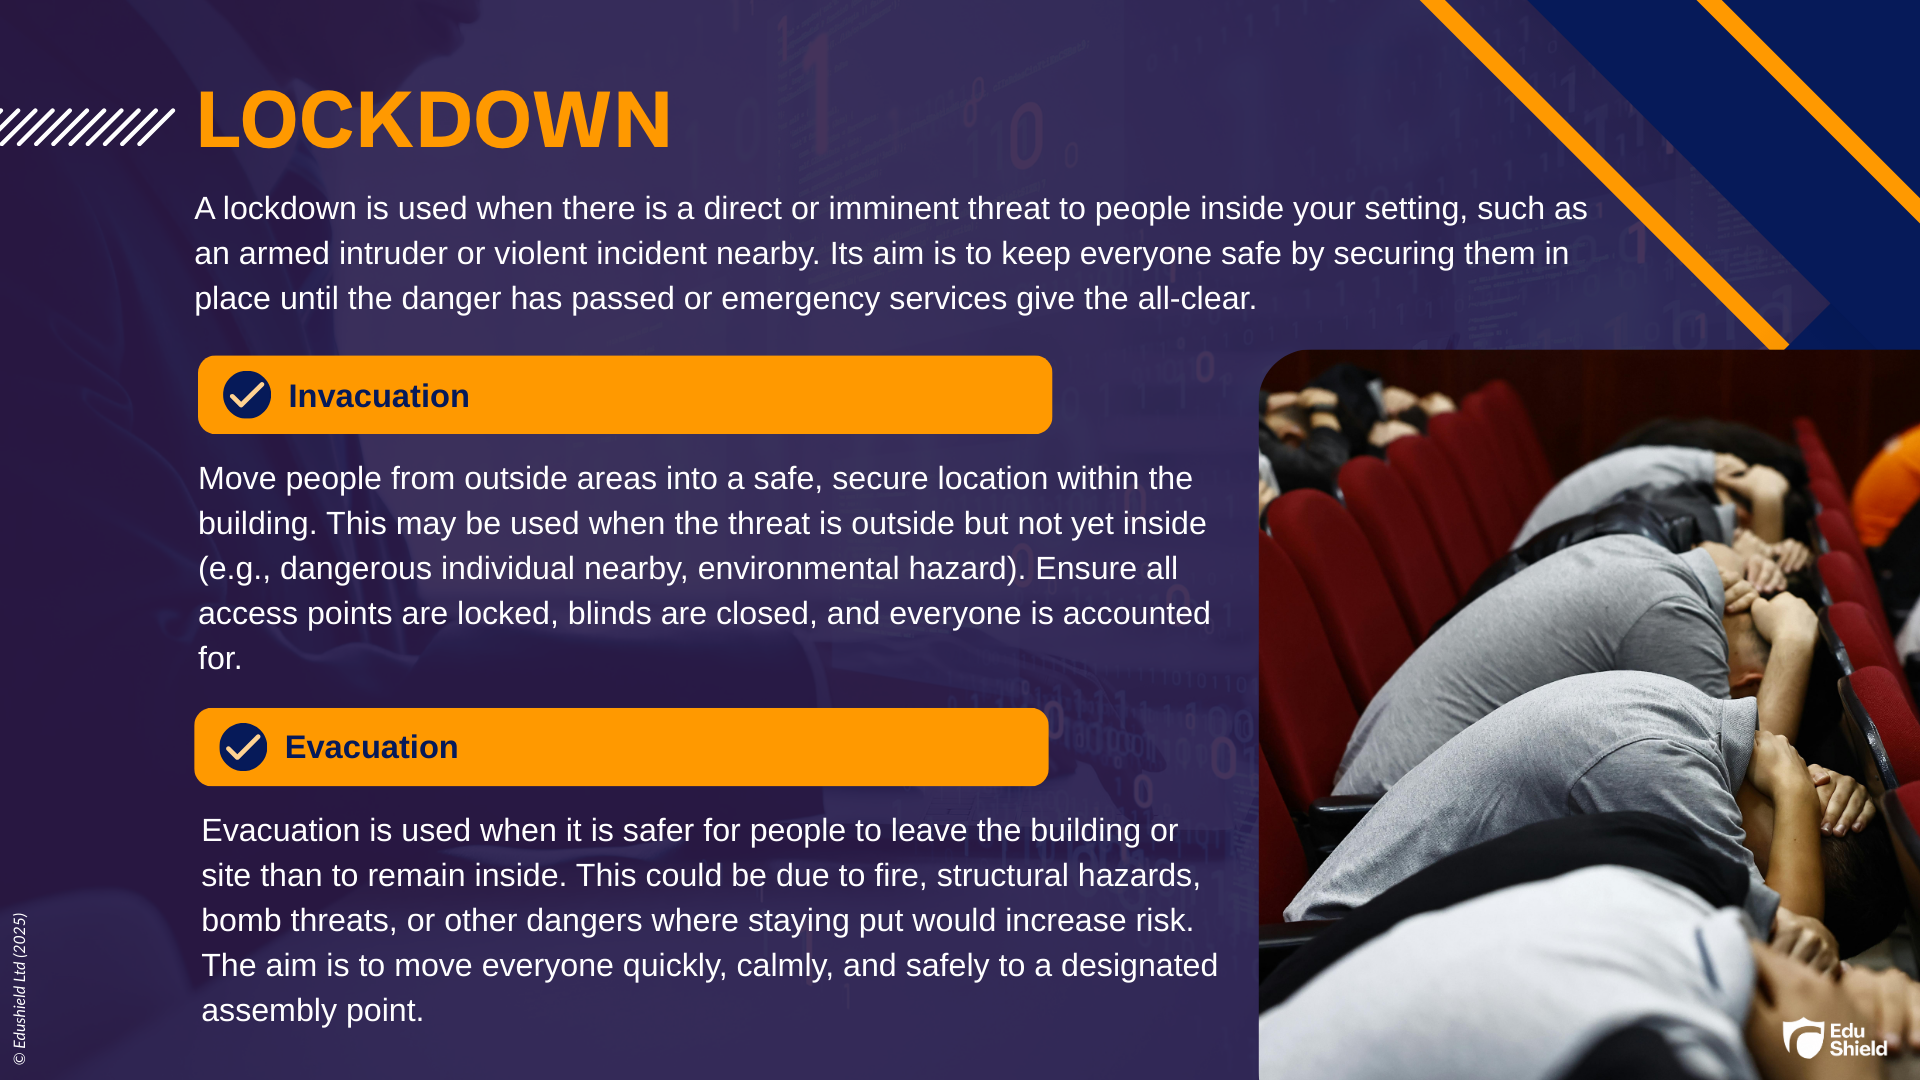 LOCKDOWN
A lockdown is used when there is a direct or imminent threat to people inside your setting, such as
an armed intruder or violent incident nearby. Its aim is to keep everyone safe by securing them in
place until the danger has passed or emergency services give the all-clear.
Invacuation
Move people from outside areas into a safe, secure location within the
building. This may be used when the threat is outside but not yet inside
(e.g., dangerous individual nearby, environmental hazard). Ensure all
access points are locked, blinds are closed, and everyone is accounted
for.
Evacuation
Evacuation is used when it is safer for people to leave the building or
site than to remain inside. This could be due to fire, structural hazards,
bomb threats, or other dangers where staying put would increase risk.
The aim is to move everyone quickly, calmly, and safely to a designated
assembly point.
© Edushield Ltd (2025)
Edu
Shield